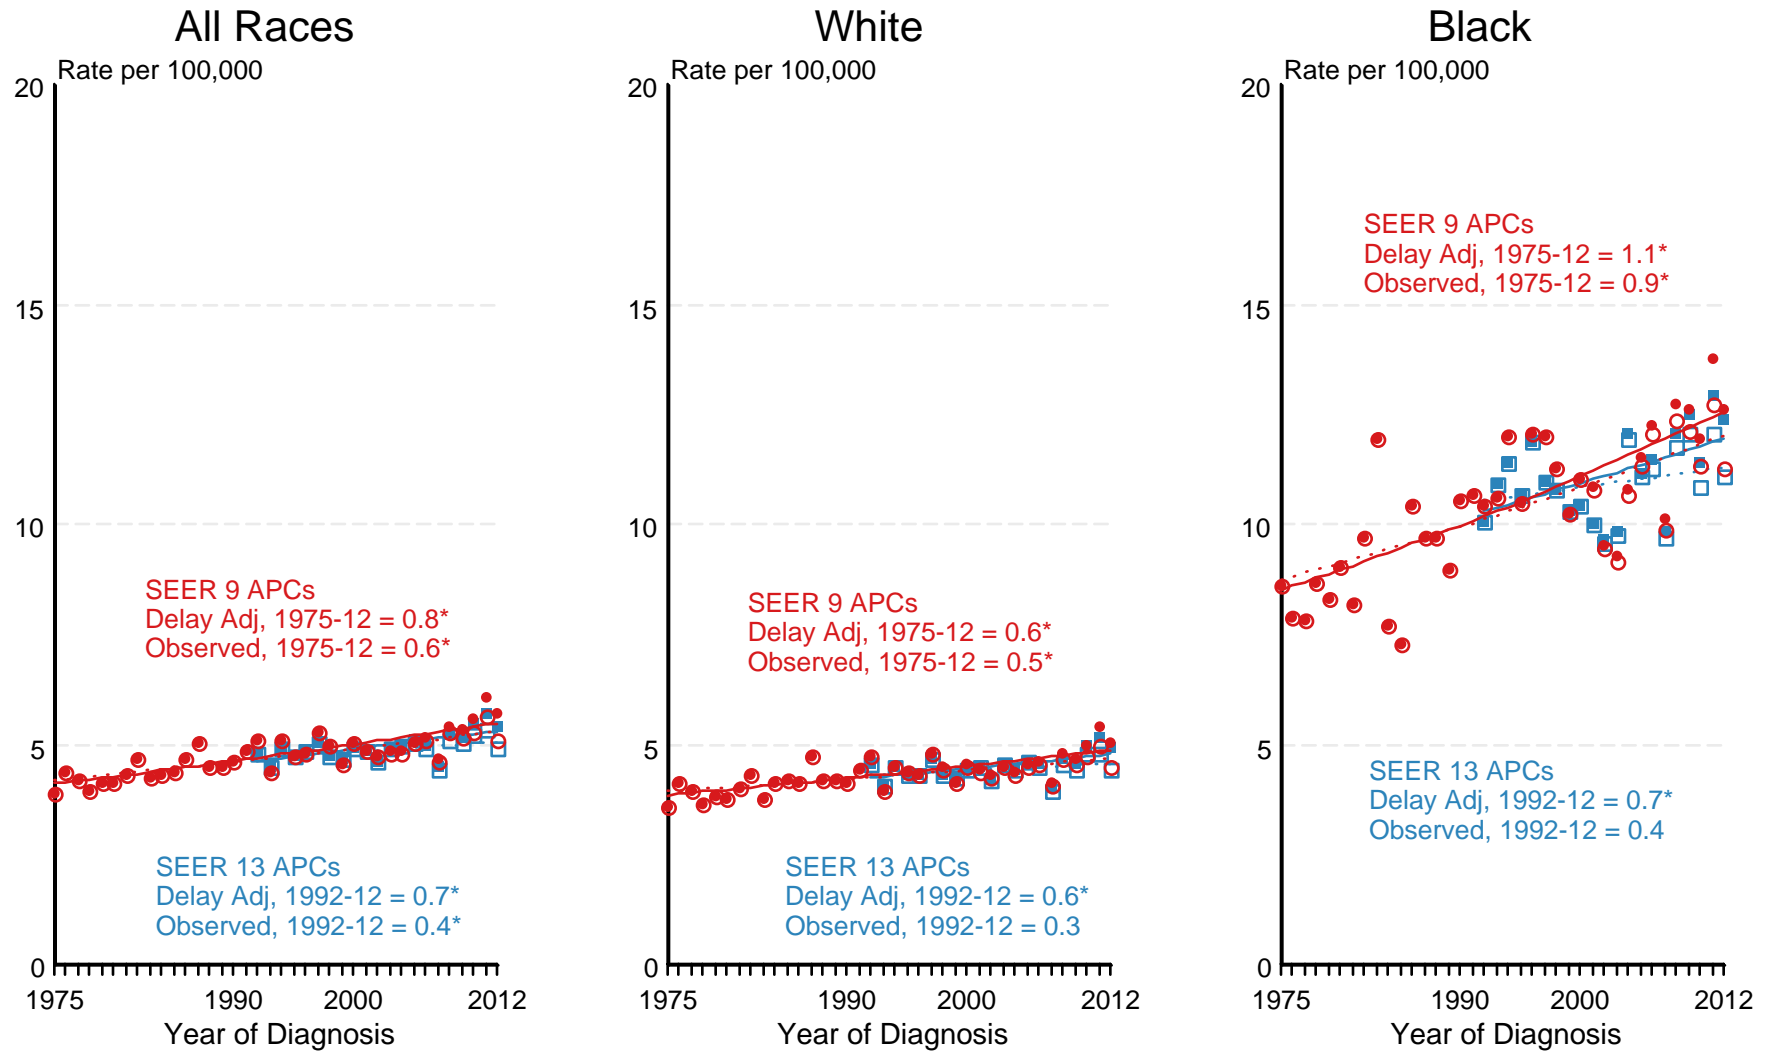 All Races
Rate per 100,000
20
15
10
5
0
SEER 9 APCs
Delay Adj, 1975-12 = 0.8*
Observed, 1975-12 = 0.6*
SEER 13 APCs
Delay Adj, 1992-12 = 0.7*
Observed, 1992-12 = 0.4*
1975 1990 2000 2012
Year of Diagnosis
White
Rate per 100,000
20
15
10
5
0
SEER 9 APCs
Delay Adj, 1975-12 = 0.6*
Observed, 1975-12 = 0.5*
SEER 13 APCs
Delay Adj, 1992-12 = 0.6*
Observed, 1992-12 = 0.3
1975 1990 2000 2012
Year of Diagnosis
Black
Rate per 100,000
20
SEER 9 APCs
Delay Adj, 1975-12 = 1.1*
Observed, 1975-12 = 0.9*
15
10
5
SEER 13 APCs
Delay Adj, 1992-12 = 0.7*
Observed, 1992-12 = 0.4
0
1975 1990 2000 2012
Year of Diagnosis